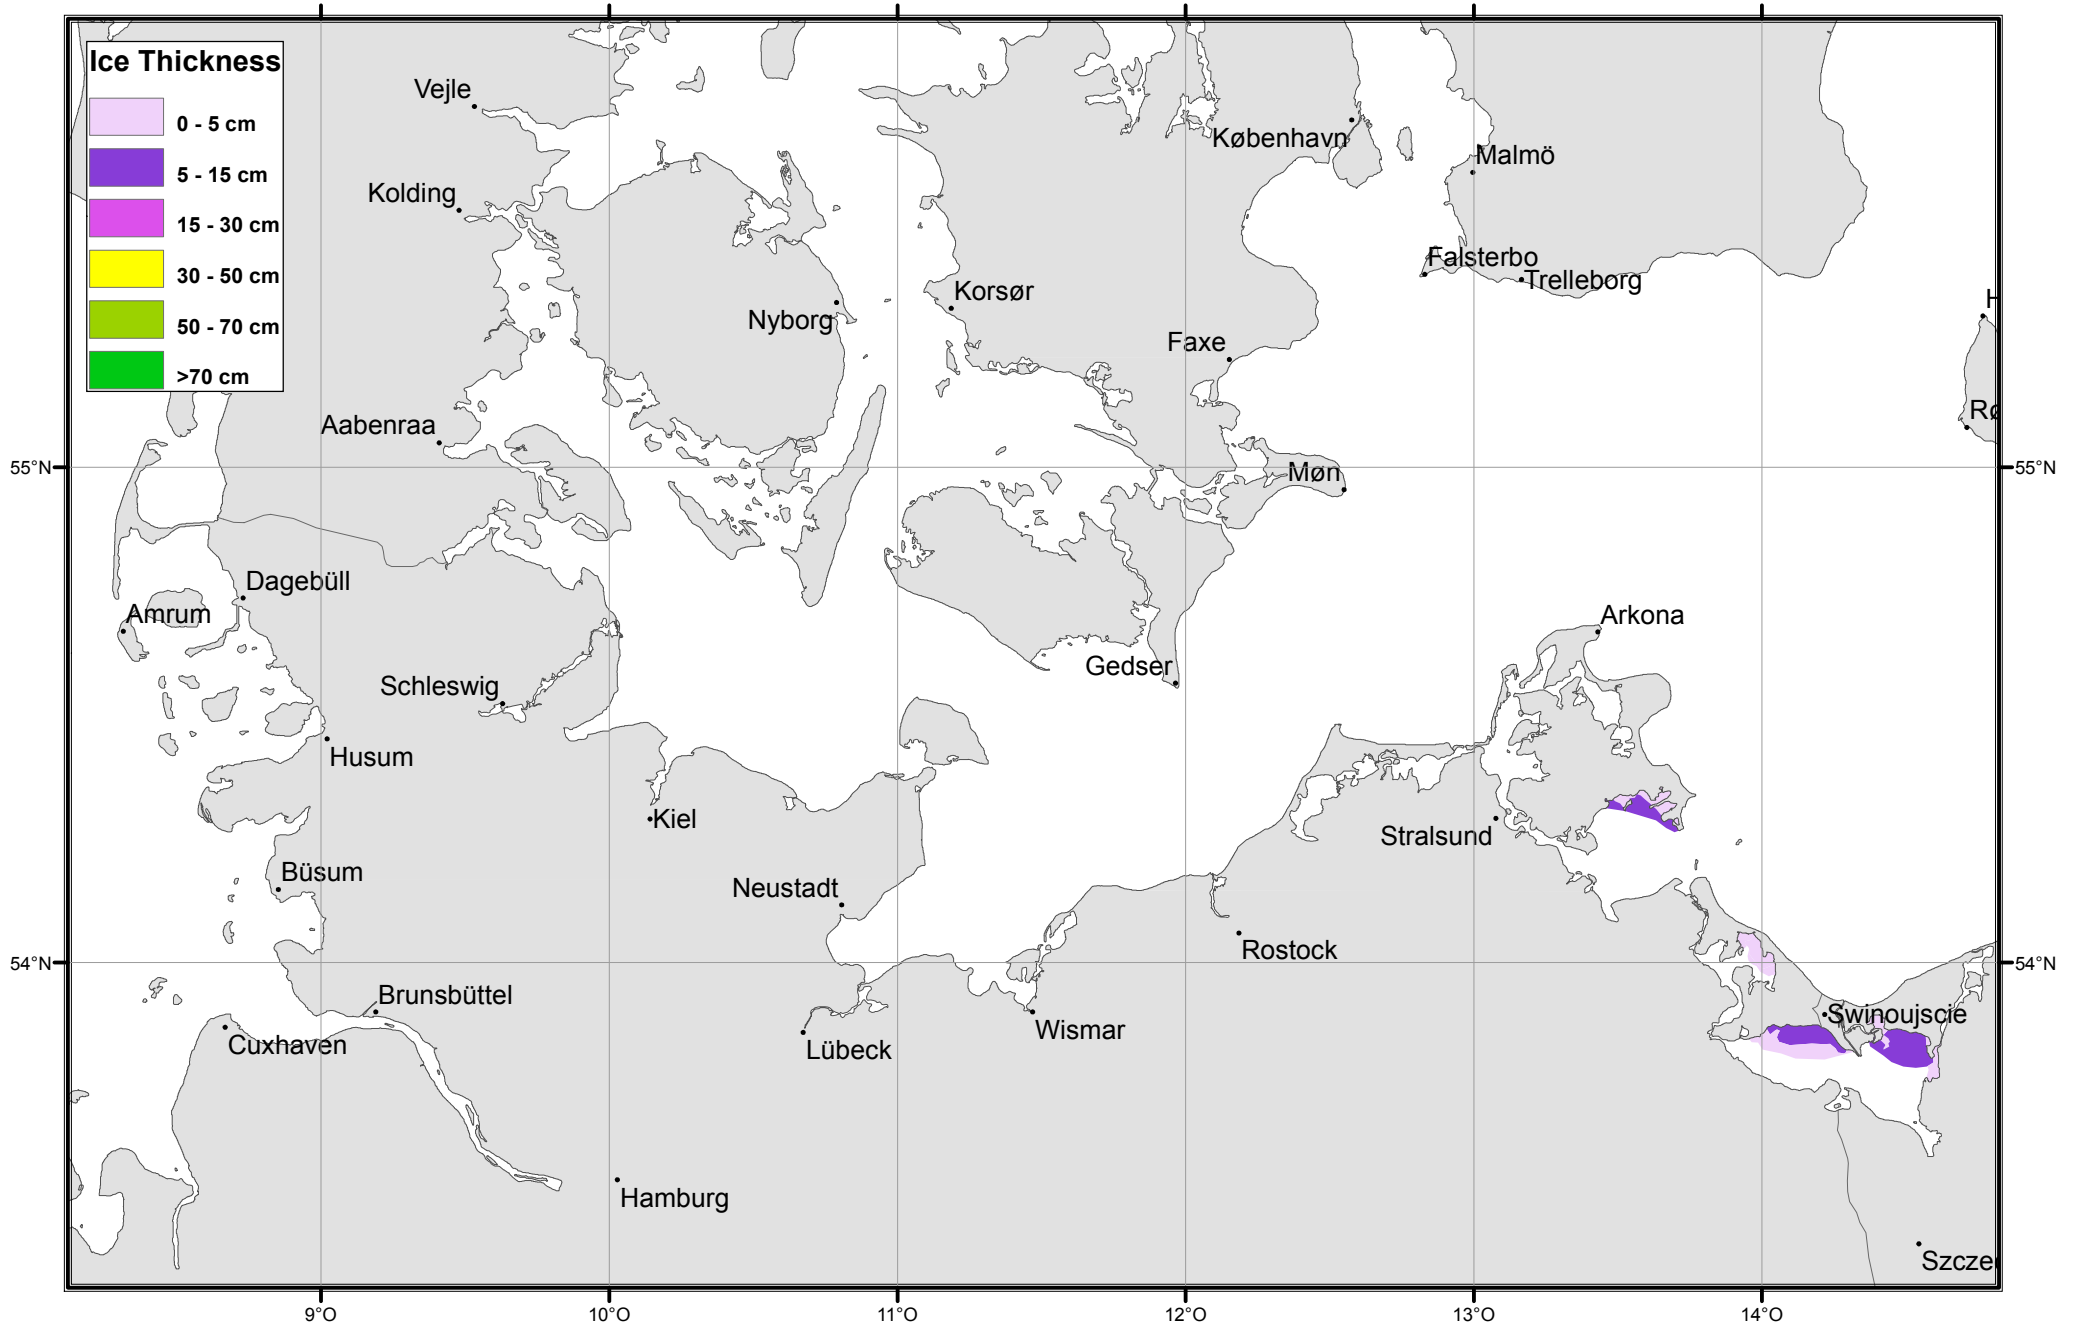 Ice Thickness
0 - 5 cm
5 - 15 cm
15 - 30 cm
30 - 50 cm
50 - 70 cm
>70 cm
Vejle
København
Malmö
Kolding
Falsterbo
Trelleborg
Korsør
H
Nyborg
Faxe
Rø
Aabenraa
55°N
Møn
55°N
Dagebüll
Amrum
Arkona
Gedser
Schleswig
Husum
Kiel
Stralsund
Büsum
Neustadt
Rostock
54°N
54°N
Brunsbüttel
Swinoujscie
Wismar
Cuxhaven
Lübeck
Hamburg
Szcze
9°O
10°O
11°O
12°O
13°O
14°O